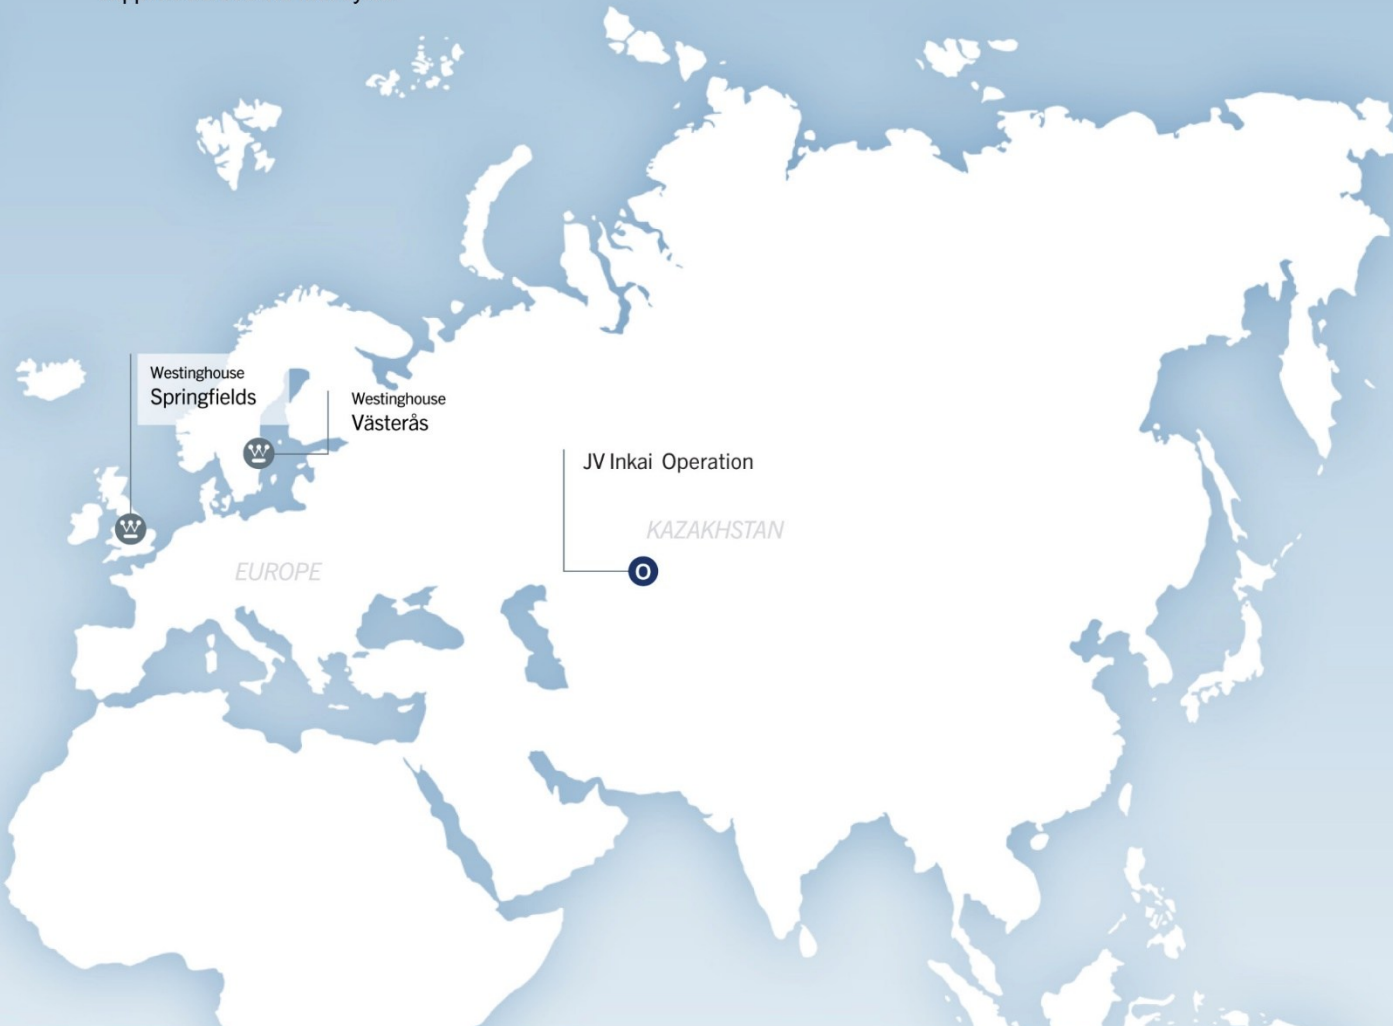 Westinghouse
Springfields
Westinghouse
Västerås
JV Inkai Operation
KAZAKHSTAN
EUROPE
O